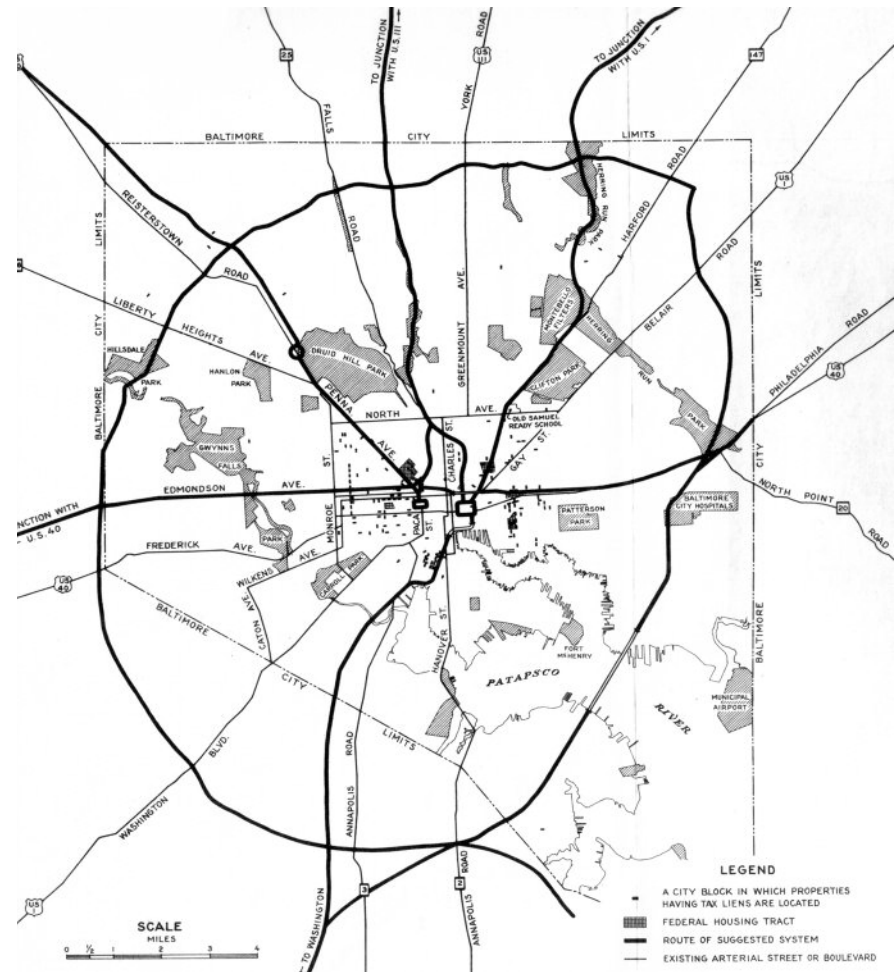 25
TO JUNCTION
WITH U.S. III
US
111
TO JUNCTION
WITH U.S. I
147
FALLS
ROAD
YORK
ROAD
BALTIMORE CITY LIMITS
REISTERSTOWN
ROAD
LIMITS
CITY
BALTIMORE
HERRING
RUN
PARK
HARFORD
ROAD
US
1
BELAIR
ROAD
LIMITS
CITY
LIBERTY
HEIGHTS
AVE.
GREENMOUNT AVE.
MONTEBELLO
FILTERS
HERRING
RUN
PARK
PHILADELPHIA ROAD
US
40
HILLSDALE
PARK
HANLON
PARK
DRUID HILL PARK
CLIFTON PARK
PENNA.
AVE.
NORTH AVE.
OLD SAMUEL
READY SCHOOL
GWYNNS
FALLS
PARK
ST.
MONROE
CHARLES
ST.
GAY ST.
EDMONDSON AVE.
NCTION WITH
U.S. 40
PACA
ST.
PATTERSON
PARK
BALTIMORE
CITY HOSPITALS
NORTH POINT
20
ROAD
FREDERICK AVE.
US
40
WILKENS AVE.
CARROLL PARK
CATON AVE.
HANOVER ST.
FORT
McHENRY
BALTIMORE
CITY
LIMITS
PATAPSCO
RIVER
MUNICIPAL
AIRPORT
BALTIMORE
WASHINGTON
BLVD.
US
1
ANNAPOLIS
ROAD
3
2
ANNAPOLIS
ROAD
TO WASHINGTON
SCALE
MILES
0 1/2 1 2 3 4
LEGEND
A CITY BLOCK IN WHICH PROPERTIES
HAVING TAX LIENS ARE LOCATED
FEDERAL HOUSING TRACT
ROUTE OF SUGGESTED SYSTEM
EXISTING ARTERIAL STREET OR BOULEVARD